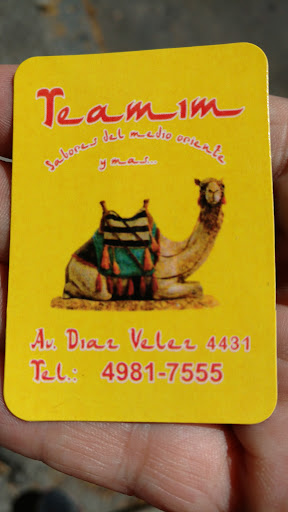 Teamim
Sabores del medio oriente
y mas...
Av. Diaz Velez 4431
Tel.: 4981-7555